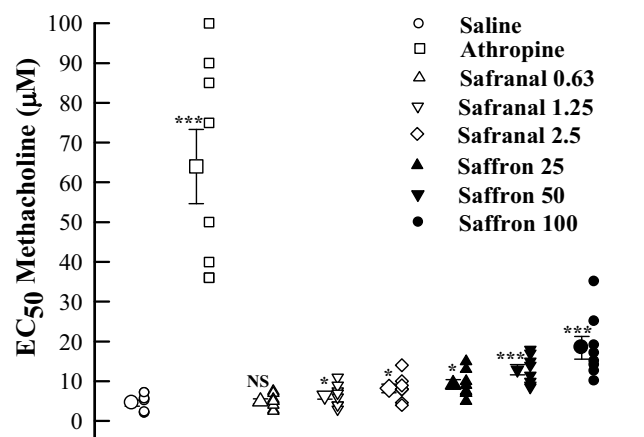 EC50 Methacholine (μM)
100
90
80
70
60
50
40
30
20
10
0
Saline
Athropine
Safranal 0.63
Safranal 1.25
Safranal 2.5
Saffron 25
Saffron 50
Saffron 100
***
NS
*
*
*
***
***